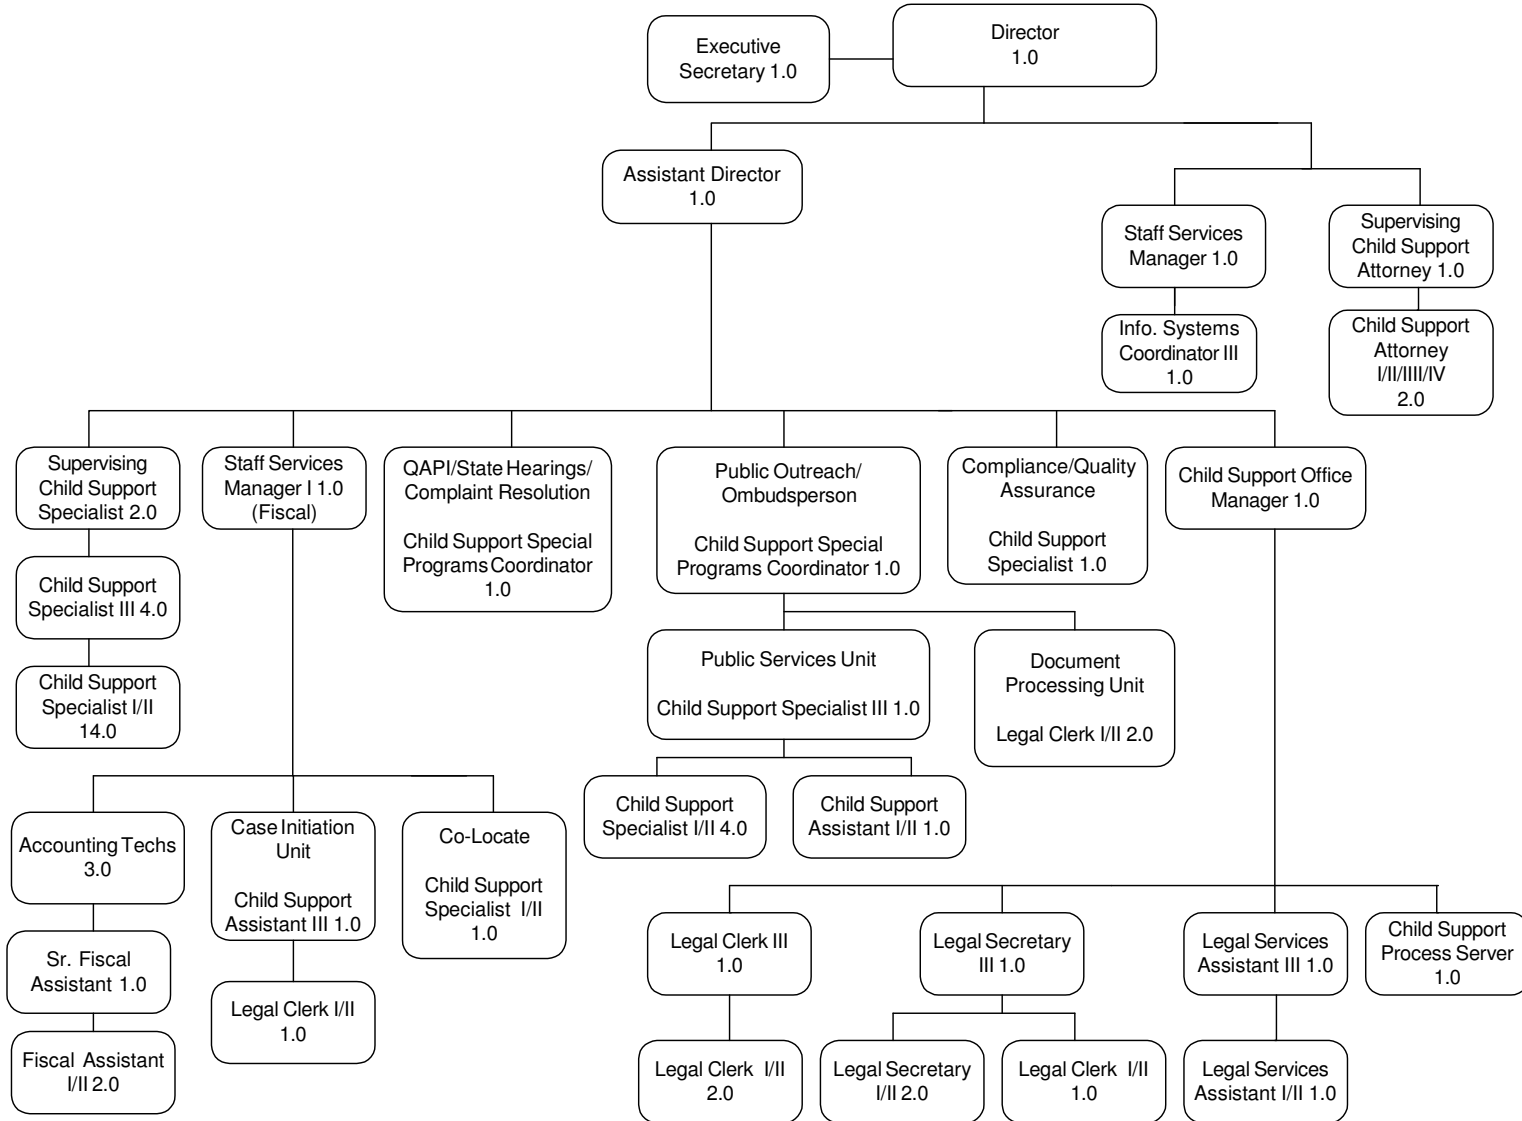 Executive
Secretary 1.0
Director
1.0
Assistant Director
1.0
Staff Services
Manager 1.0
Supervising
Child Support
Attorney 1.0
Info. Systems
Coordinator III
1.0
Child Support
Attorney
I/II/IIII/IV
2.0
Supervising
Child Support
Specialist 2.0
Staff Services
Manager I 1.0
(Fiscal)
QAPI/State Hearings/
Complaint Resolution
Child Support Special
Programs Coordinator
1.0
Public Outreach/
Ombudsperson
Child Support Special
Programs Coordinator 1.0
Compliance/Quality
Assurance
Child Support
Specialist 1.0
Child Support Office
Manager 1.0
Child Support
Specialist III 4.0
Child Support
Specialist I/II
14.0
Public Services Unit
Child Support Specialist III 1.0
Document
Processing Unit
Legal Clerk I/II 2.0
Child Support
Specialist I/II 4.0
Child Support
Assistant I/II 1.0
Accounting Techs
3.0
Case Initiation
Unit
Child Support
Assistant III 1.0
Co-Locate
Child Support
Specialist I/II
1.0
Sr. Fiscal
Assistant 1.0
Legal Clerk I/II
1.0
Fiscal Assistant
I/II 2.0
Legal Clerk III
1.0
Legal Secretary
III 1.0
Legal Services
Assistant III 1.0
Child Support
Process Server
1.0
Legal Clerk I/II
2.0
Legal Secretary
I/II 2.0
Legal Clerk I/II
1.0
Legal Services
Assistant I/II 1.0